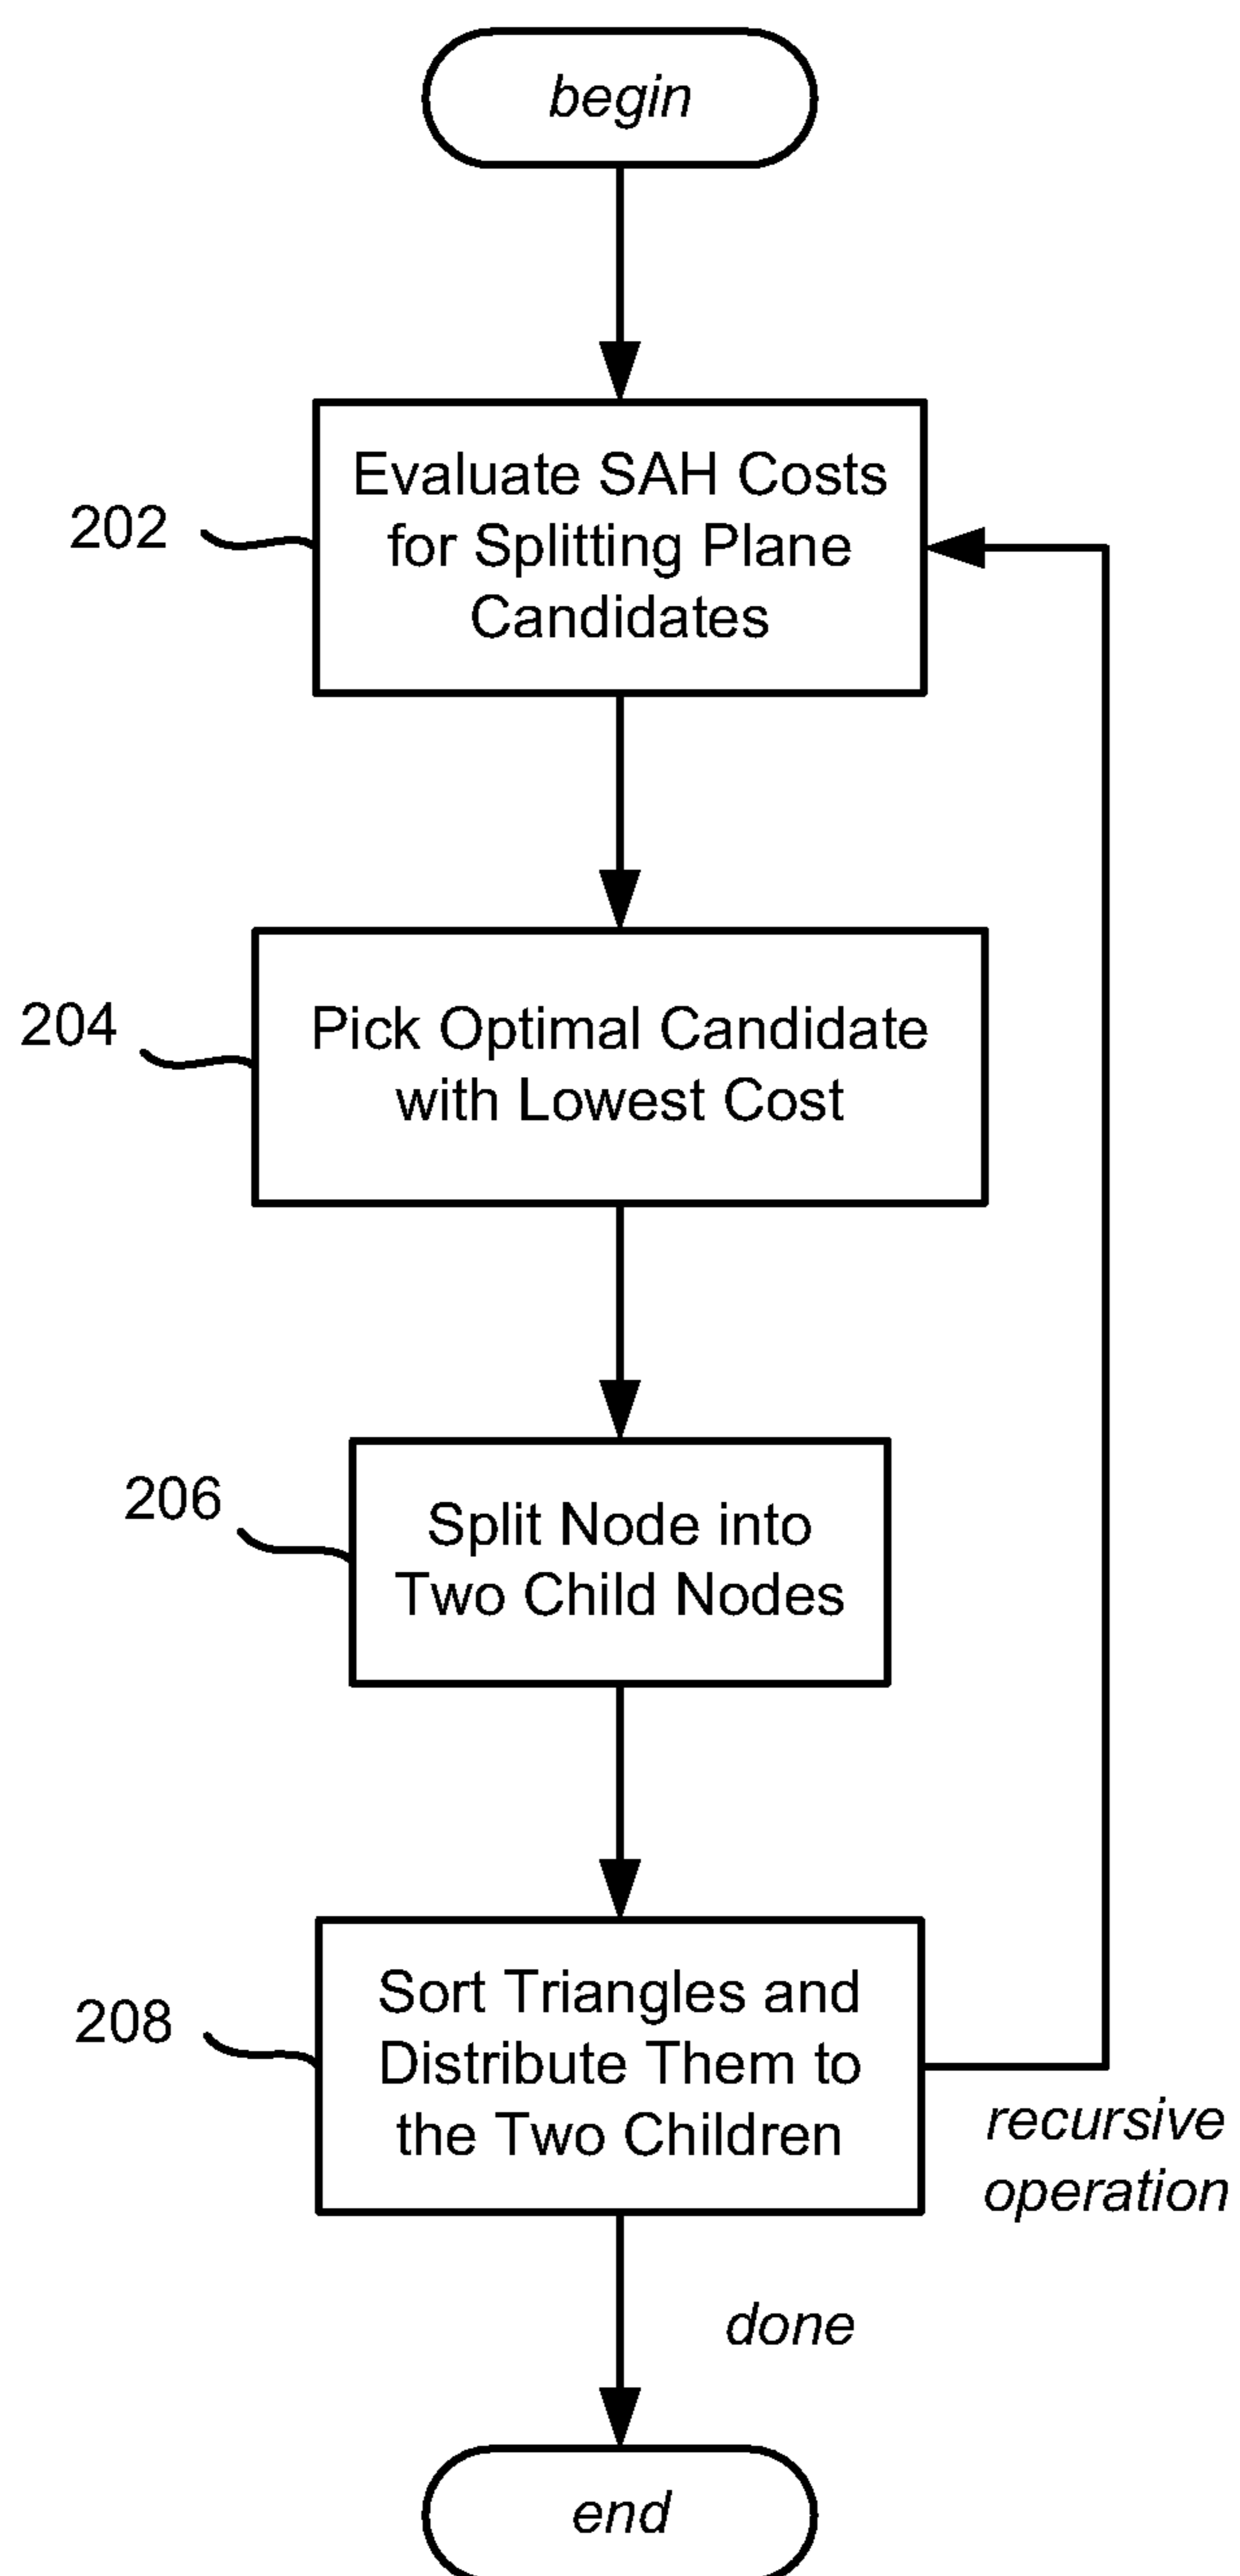 begin
202
Evaluate SAH Costs
for Splitting Plane
Candidates
204
Pick Optimal Candidate
with Lowest Cost
206
Split Node into
Two Child Nodes
208
Sort Triangles and
Distribute Them to
the Two Children
recursive
operation
done
end